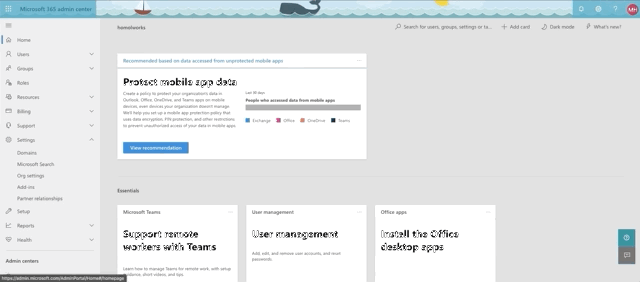 Microsoft 365 admin center
MH
homeiworks
Search for users, groups, settings or ta...
Add card
Dark mode
What's new?
Home
Users
Groups
Roles
Resources
Billing
Support
Settings
Domains
Microsoft Search
Org settings
Add-ins
Partner relationships
Setup
Reports
Health
Admin centers
https://admin.microsoft.com/AdminPortal/Home#/homepage
Recommended based on data accessed from unprotected mobile apps
Protect mobile app data
Create a policy to protect your organization's data in
Outlook, Office, OneDrive, and Teams apps on mobile
devices, even devices your organization doesn't manage.
We'll help you set up a mobile app protection policy that
uses data encryption, PIN protection, and other restrictions
to prevent unauthorized access of your data in mobile apps.
View recommendation
Last 30 days
People who accessed data from mobile apps
Exchange
Office
OneDrive
Teams
Essentials
Microsoft Teams
Support remote
workers with Teams
Learn how to manage Teams for remote work, with setup
guidance, short videos, and tips.
User management
User management
Add, edit, and remove user accounts, and reset
passwords.
Office apps
Install the Office
desktop apps